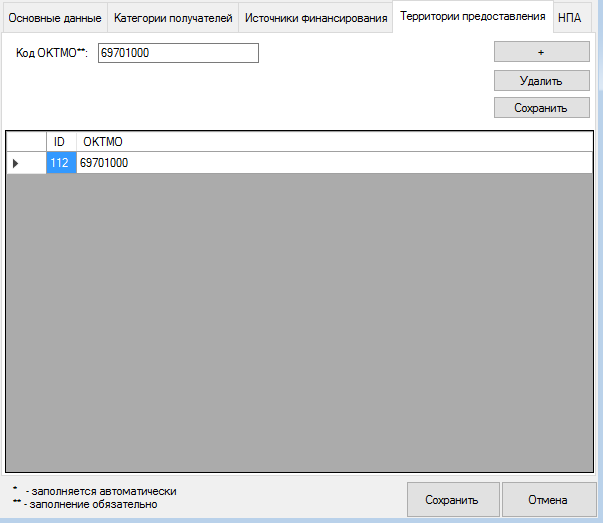 Основные данные Категории получателей Источники финансирования Территории предоставления НПА
Код ОКТМО**: 69701000 +
Удалить
Сохранить
ID ОКТМО
112 69701000
* - заполняется автоматически
** - заполнение обязательно
Сохранить Отмена